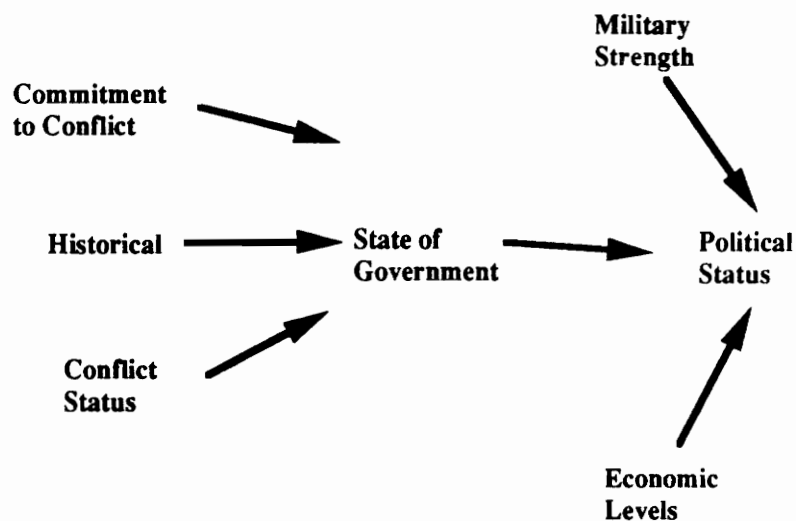 Military
Strength
Commitment
to Conflict
Historical
State of
Government
Political
Status
Conflict
Status
Economic
Levels